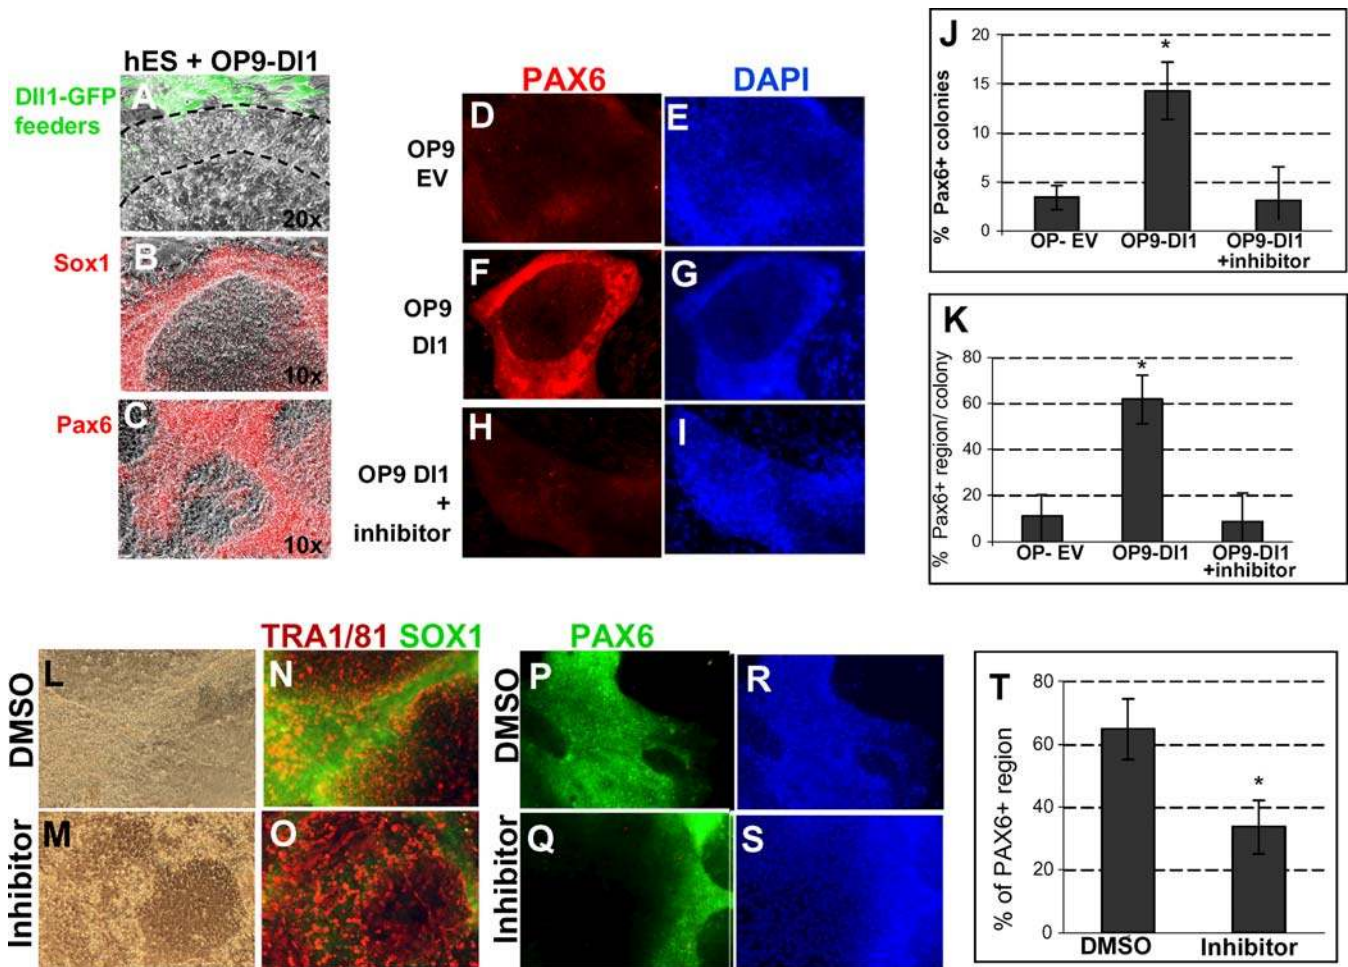 hES + OP9-Dl1
Dll1-GFP
feeders
A
20x
Sox1
B
10x
Pax6
C
10x
PAX6
DAPI
OP9
EV
D
E
OP9
Dl1
F
G
OP9 Dl1
+
inhibitor
H
I
J
% Pax6+ colonies
20
15
10
5
0
*
OP- EV
OP9-Dl1
OP9-Dl1
+inhibitor
K
% Pax6+ region/ colony
80
60
40
20
0
*
OP- EV
OP9-Dl1
OP9-Dl1
+inhibitor
TRA1/81 SOX1
PAX6
DMSO
L
N
DMSO
P
R
Inhibitor
M
O
Inhibitor
Q
S
T
% of PAX6+ region
80
60
40
20
0
*
DMSO
Inhibitor